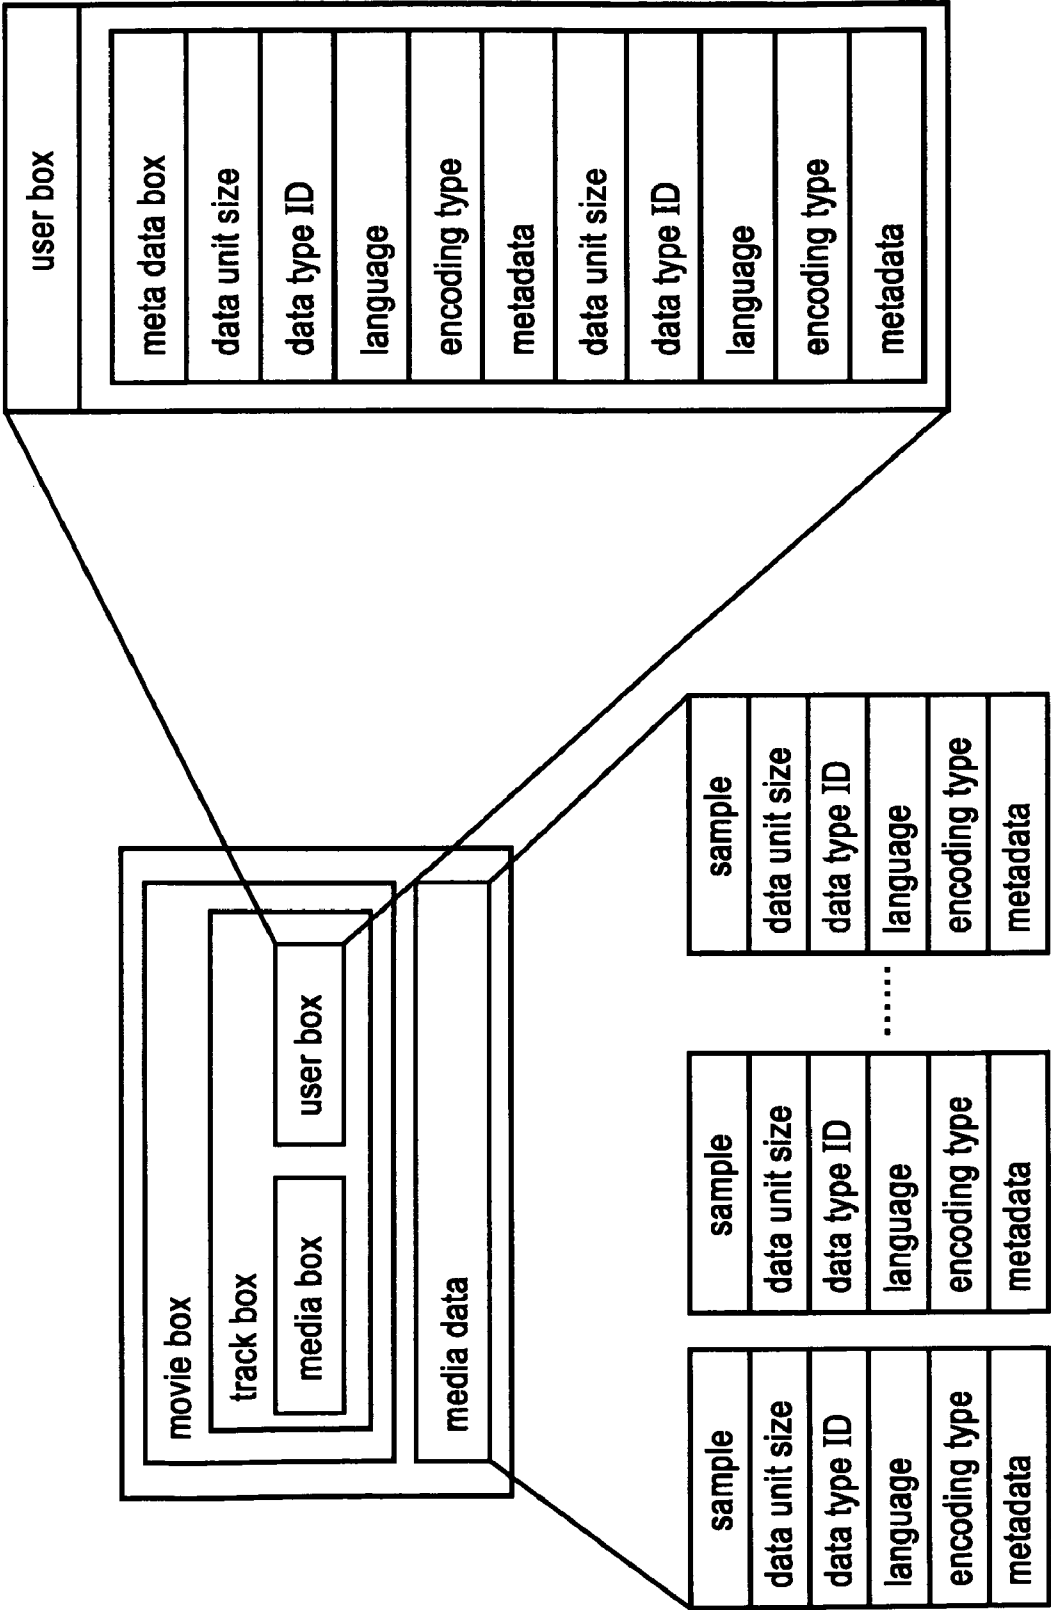 movie box
track box
media box
user box
media data
user box
meta data box
data unit size
data type ID
language
encoding type
metadata
data unit size
data type ID
language
encoding type
metadata
sample
data unit size
data type ID
language
encoding type
metadata
sample
data unit size
data type ID
language
encoding type
metadata
......
sample
data unit size
data type ID
language
encoding type
metadata